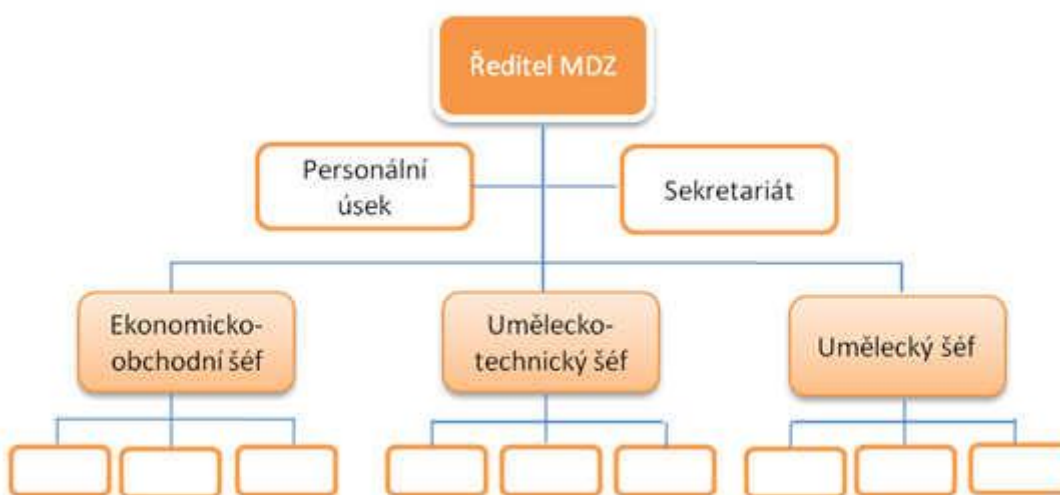 Ředitel MDZ
Personální
úsek
Sekretariát
Ekonomicko-
obchodní šéf
Umělecko-
technický šéf
Umělecký šéf